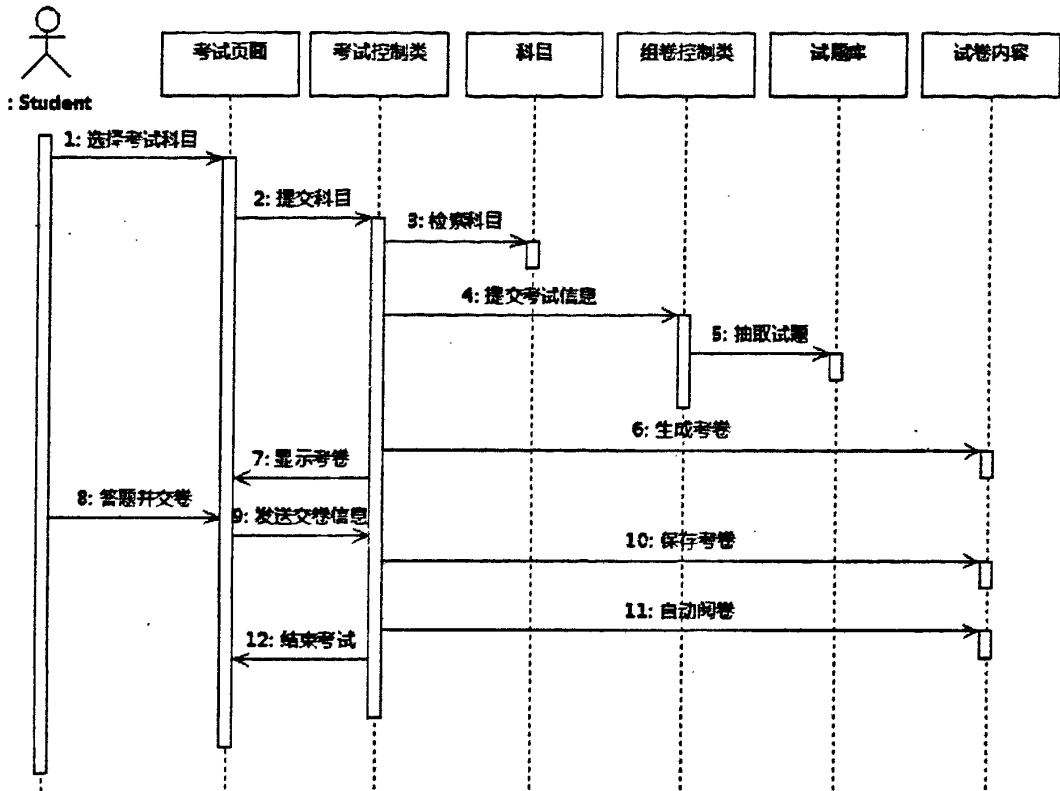 : Student
考试页面
考试控制类
科目
组卷控制类
试题库
试卷内容
1: 选择考试科目
2: 提交科目
3: 检索科目
4: 提交考试信息
5: 抽取试题
6: 生成考卷
7: 显示考卷
8: 答题并交卷
9: 发送交卷信息
10: 保存考卷
11: 自动阅卷
12: 结束考试